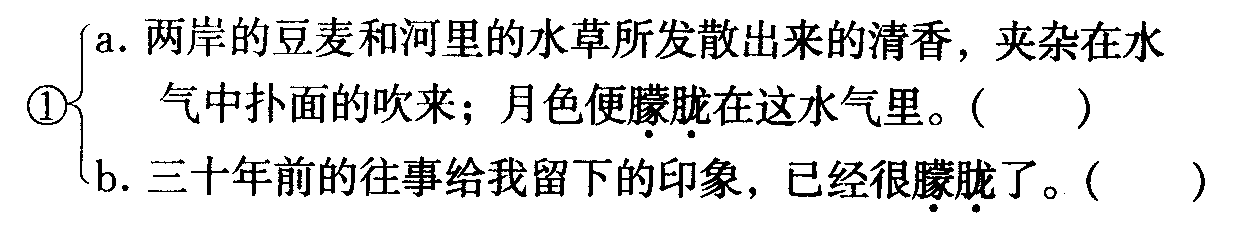 ① a. 两岸的豆麦和河里的水草所发散出来的清香，夹杂在水
气中扑面的吹来；月色便朦胧在这水气里。(　　)
b. 三十年前的往事给我留下的印象，已经很朦胧了。(　　)